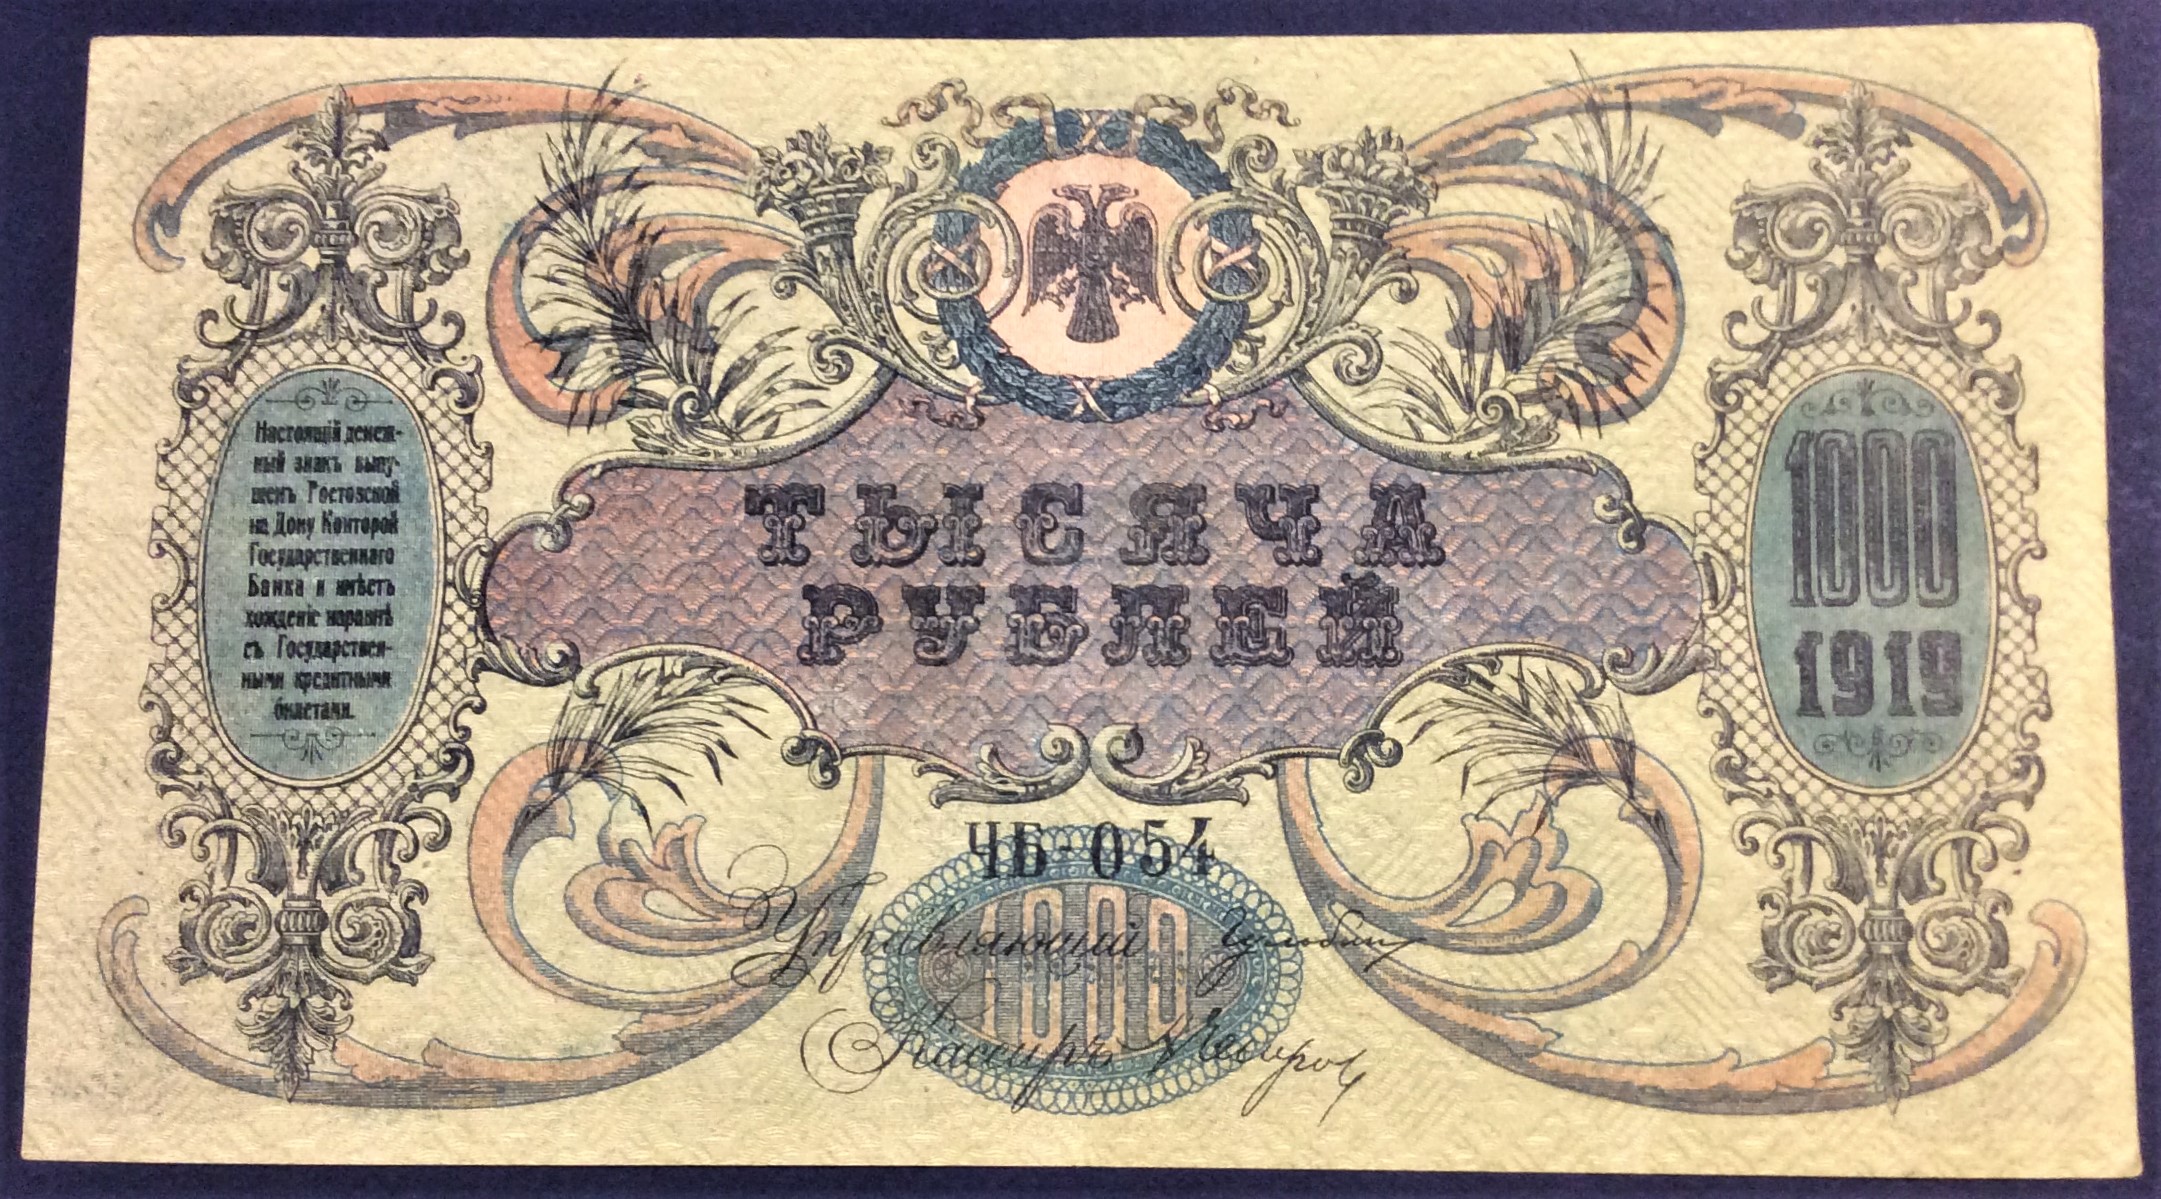 Настоящій денеж-
ный знакъ выпу-
щенъ Ростовской
на Дону Конторой
Государственнаго
Банка и имѣетъ
хожденіе наравнѣ
съ Государствен-
ными кредитными
билетами.
ТЫСЯЧА
РУБЛЕЙ
1000
1919
ЧБ-054
1000
Управляющій
Кассиръ